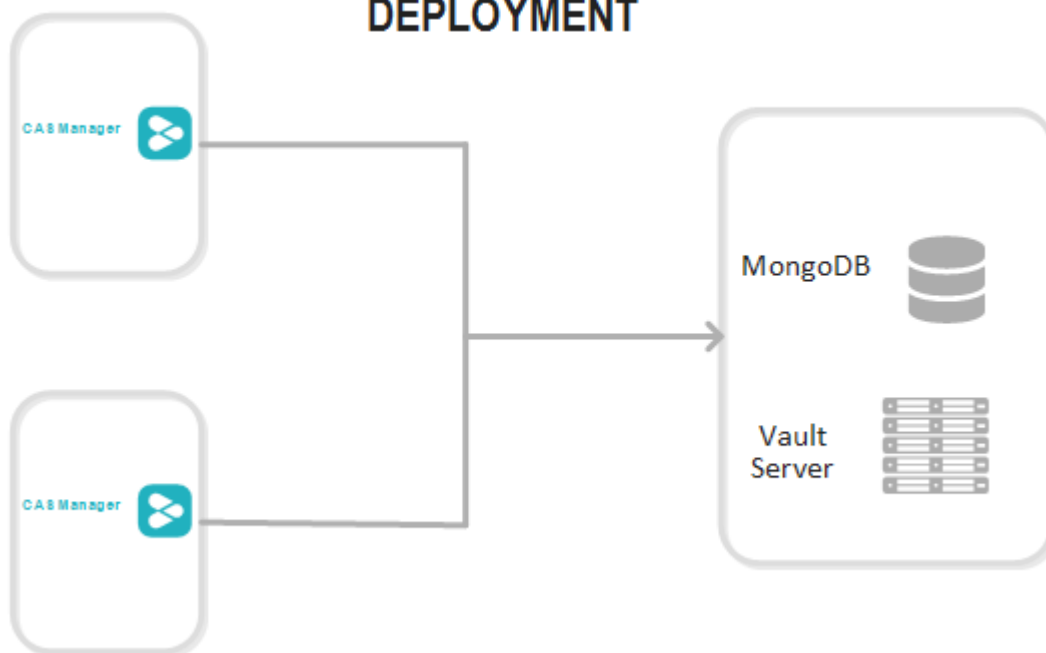 DEPLOYMENT
CAS Manager
MongoDB
Vault
Server
CAS Manager